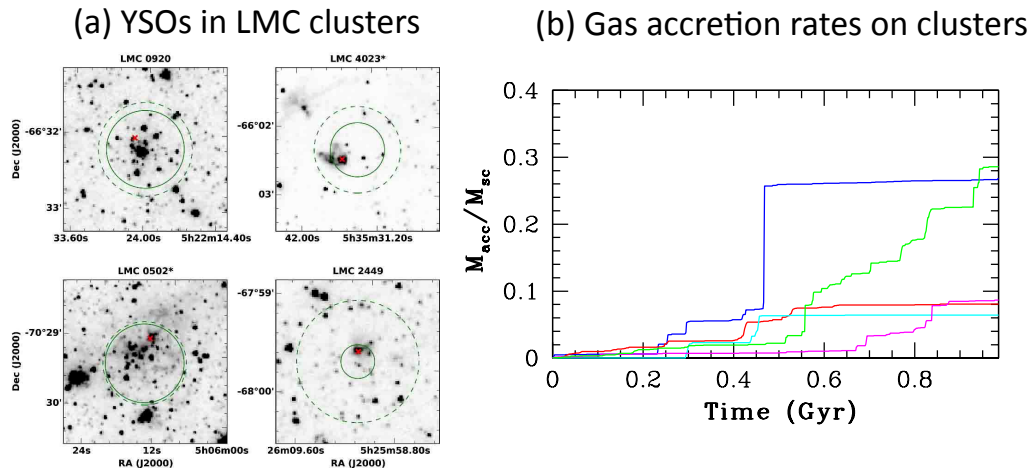 (a) YSOs in LMC clusters
LMC 0920
Dec (J2000)
-66°32'
33'
33.60s 24.00s 5h22m14.40s
LMC 4023*
-66°02'
03'
42.00s 5h35m31.20s
LMC 0502*
Dec (J2000)
-70°29'
30'
24s 12s 5h06m00s
RA (J2000)
LMC 2449
-67°59'
-68°00'
26m09.60s 5h25m58.80s
RA (J2000)
(b) Gas accretion rates on clusters
Macc/Msc
0.4
0.3
0.2
0.1
0
0 0.2 0.4 0.6 0.8
Time (Gyr)